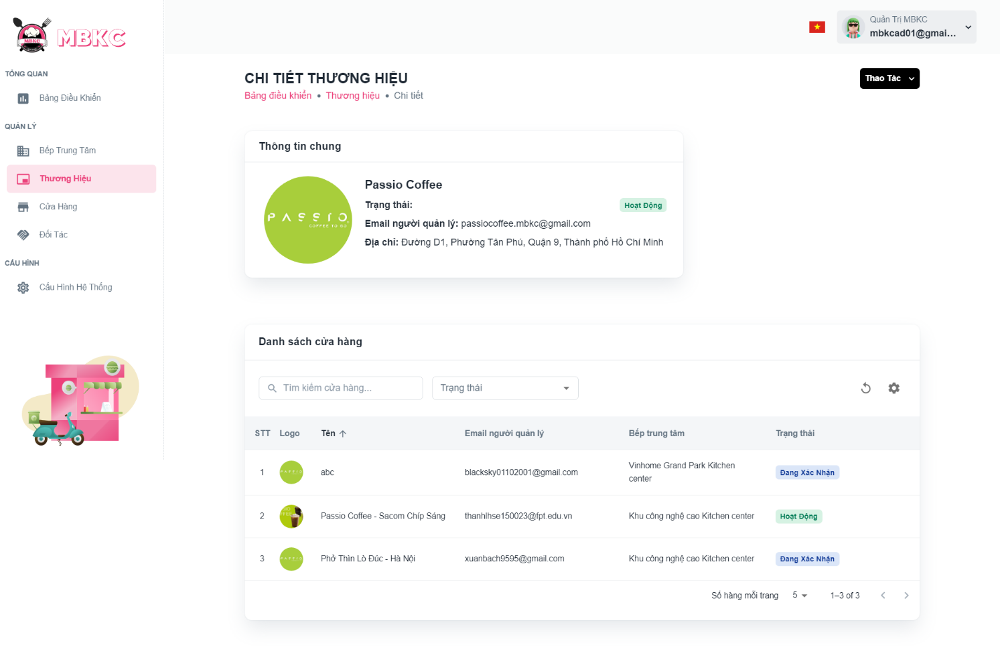 MBKC
MBKC
TỔNG QUAN
Bảng Điều Khiển
QUẢN LÝ
Bếp Trung Tâm
Thương Hiệu
Cửa Hàng
Đối Tác
CẤU HÌNH
Cấu Hình Hệ Thống
Quản Trị MBKC
mbkcad01@gmai...
CHI TIẾT THƯƠNG HIỆU
Bảng điều khiển • Thương hiệu • Chi tiết
Thao Tác
Thông tin chung
PASSIO
COFFEE TO GO
Passio Coffee
Trạng thái:
Hoạt Động
Email người quản lý: passiocoffee.mbkc@gmail.com
Địa chỉ: Đường D1, Phường Tân Phú, Quận 9, Thành phố Hồ Chí Minh
Danh sách cửa hàng
Tìm kiếm cửa hàng...
Trạng thái
STT Logo Tên Email người quản lý Bếp trung tâm Trạng thái
1 PASSIO abc blacksky01102001@gmail.com Vinhome Grand Park Kitchen center Đang Xác Nhận
2 Passio Coffee - Sacom Chíp Sáng thanhlhse150023@fpt.edu.vn Khu công nghệ cao Kitchen center Hoạt Động
3 PASSIO Phở Thìn Lò Đúc - Hà Nội xuanbach9595@gmail.com Khu công nghệ cao Kitchen center Đang Xác Nhận
Số hàng mỗi trang 5 1–3 of 3